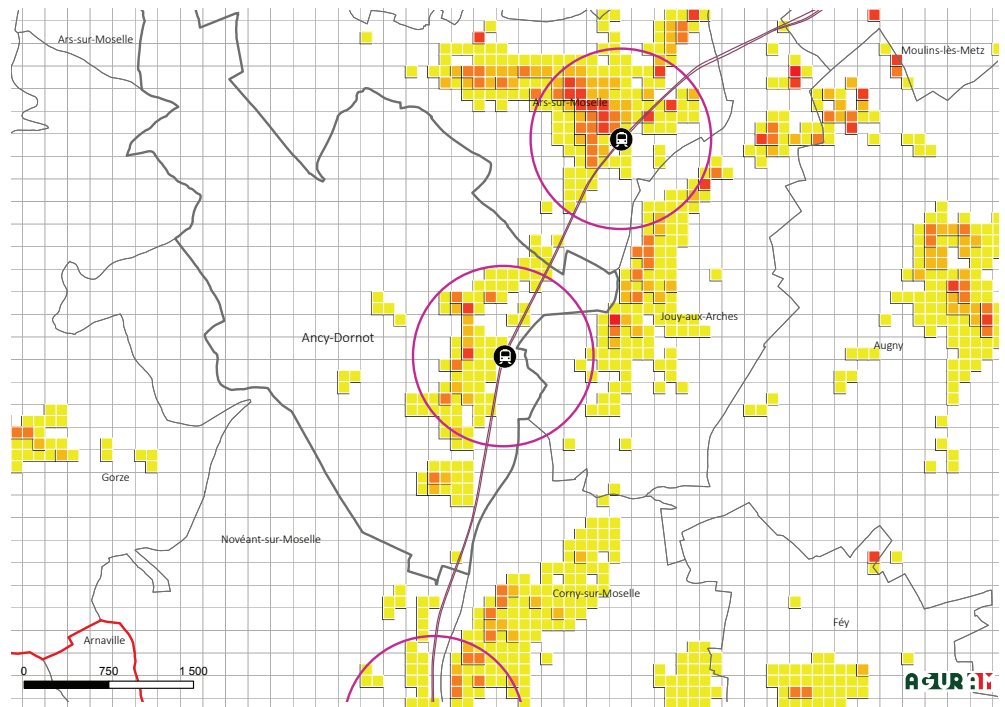 Ars-sur-Moselle
Moulins-lès-Metz
Ars-sur-Moselle
Jouy-aux-Arches
Ancy-Dornot
Augny
Gorze
Novéant-sur-Moselle
Corny-sur-Moselle
Féy
Arnaville
0 750 1 500
AGURAM